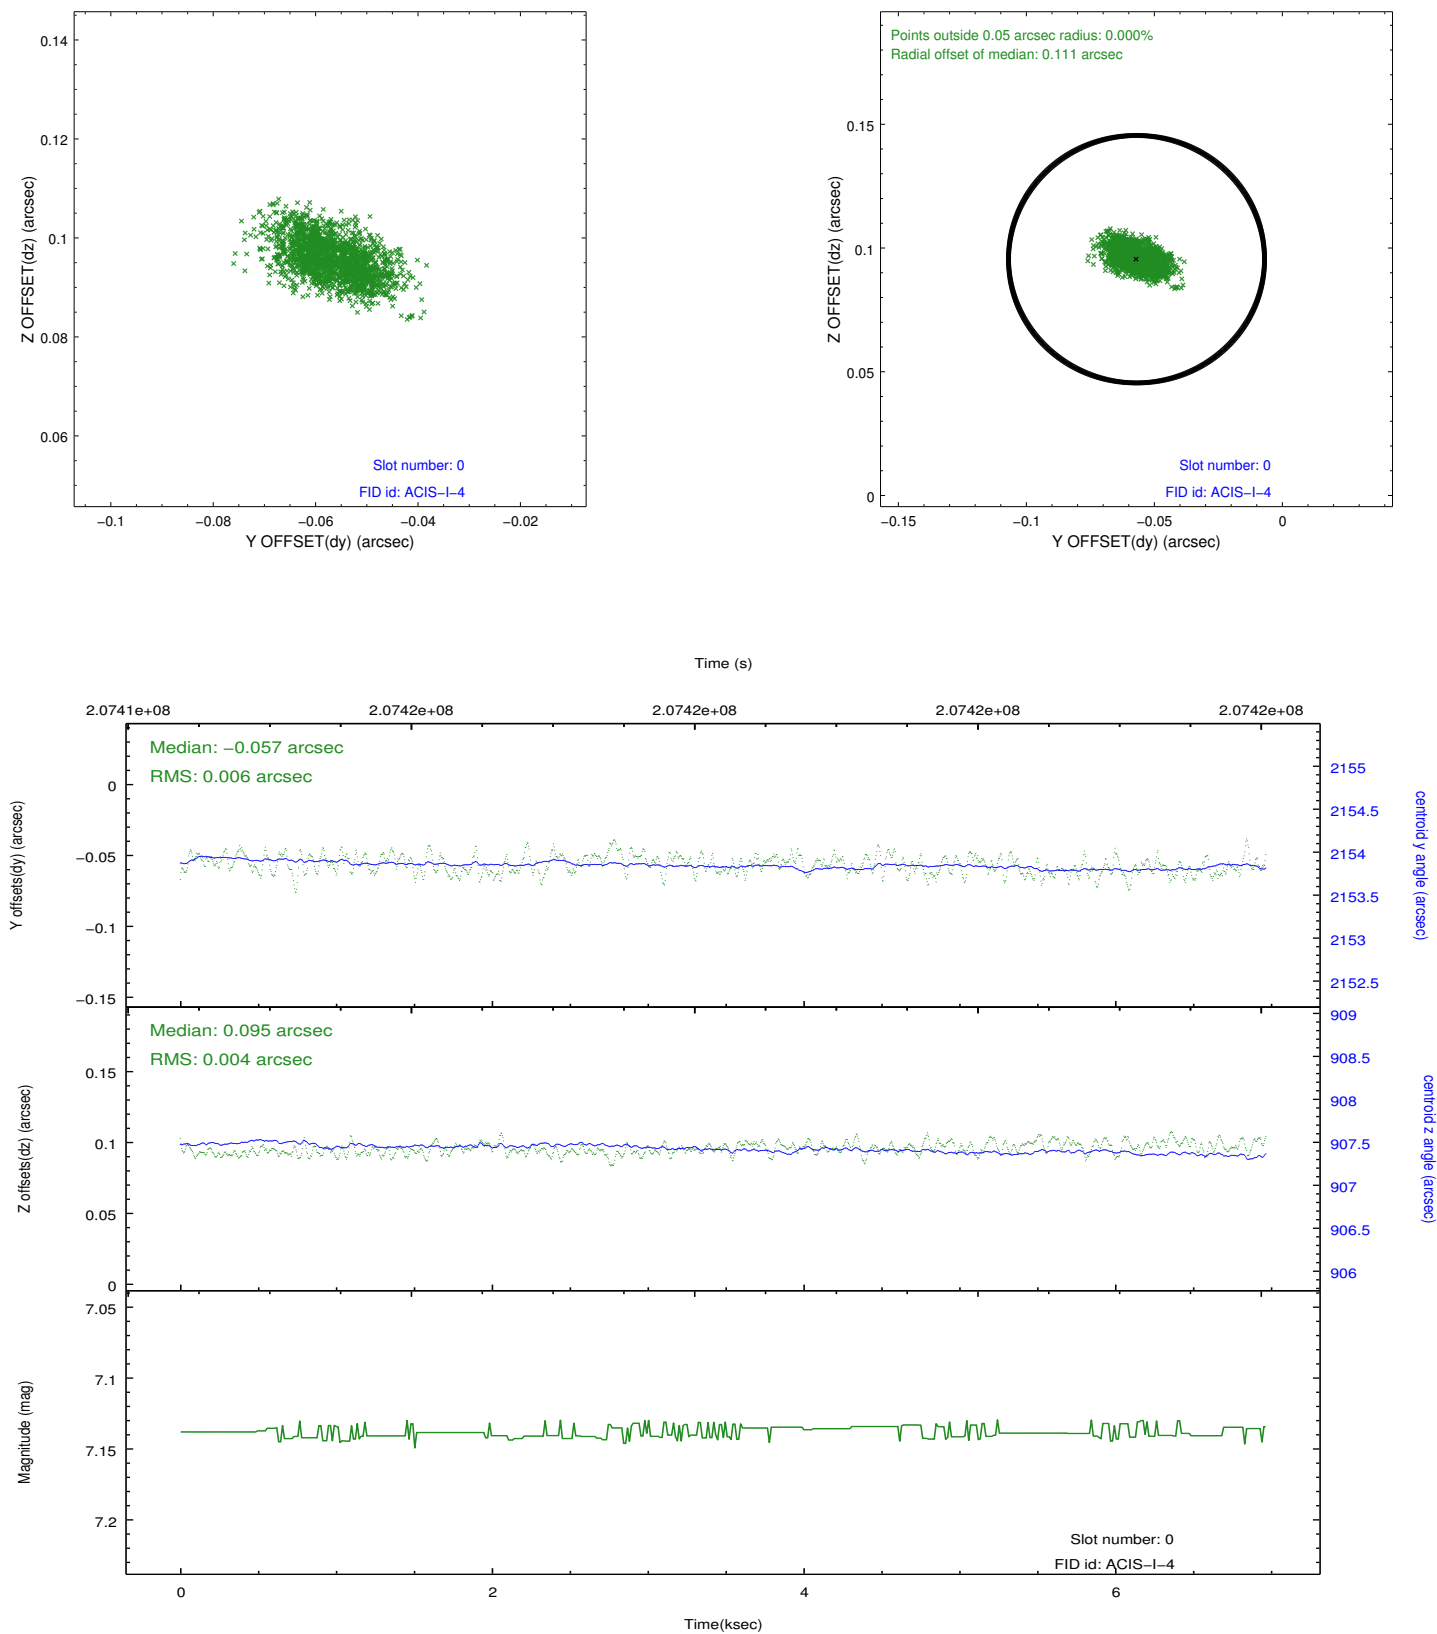 0.14
0.12
0.1
0.08
0.06
Z OFFSET(dz) (arcsec)
Slot number: 0
FID id: ACIS−I−4
−0.1 −0.08 −0.06 −0.04 −0.02
Y OFFSET(dy) (arcsec)
Points outside 0.05 arcsec radius: 0.000%
Radial offset of median: 0.111 arcsec
0.15
0.1
0.05
0
Z OFFSET(dz) (arcsec)
Slot number: 0
FID id: ACIS−I−4
−0.15 −0.1 −0.05 0
Y OFFSET(dy) (arcsec)
Time (s)
2.0741e+08 2.0742e+08 2.0742e+08 2.0742e+08 2.0742e+08
Median: −0.057 arcsec
RMS: 0.006 arcsec
0
−0.05
−0.1
−0.15
Y offsets(dy) (arcsec)
2155
2154.5
2154
2153.5
2153
2152.5
centroid y angle (arcsec)
Median: 0.095 arcsec
RMS: 0.004 arcsec
0.15
0.1
0.05
0
Z offsets(dz) (arcsec)
909
908.5
908
907.5
907
906.5
906
centroid z angle (arcsec)
7.05
7.1
7.15
7.2
Magnitude (mag)
Slot number: 0
FID id: ACIS−I−4
0 2 4 6
Time(ksec)